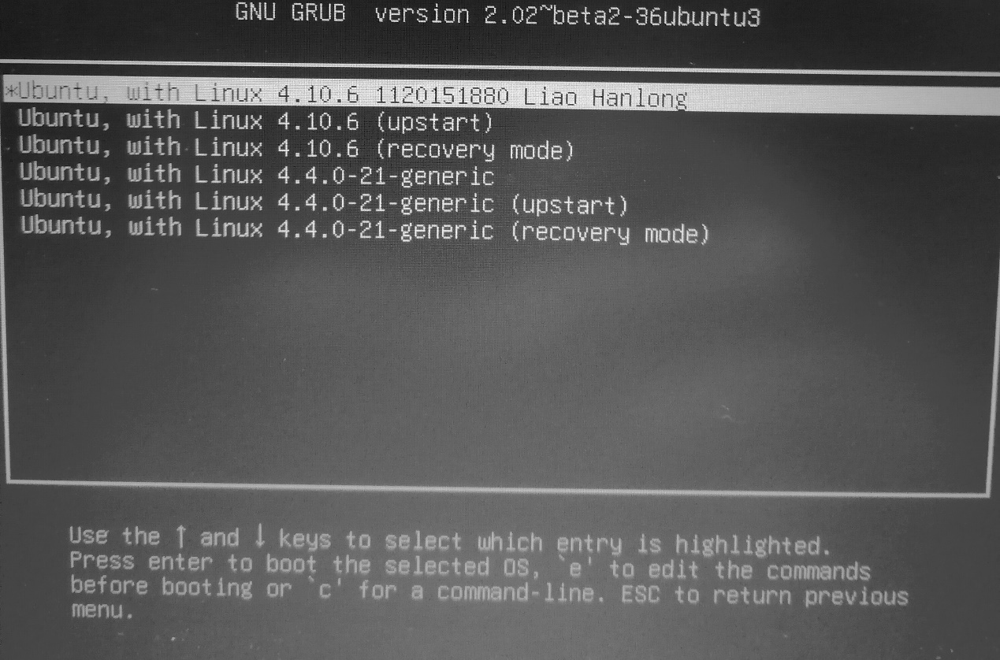 GNU GRUB version 2.02~beta2-36ubuntu3
*Ubuntu, with Linux 4.10.6 1120151880 Liao Hanlong
Ubuntu, with Linux 4.10.6 (upstart)
Ubuntu, with Linux 4.10.6 (recovery mode)
Ubuntu, with Linux 4.4.0-21-generic
Ubuntu, with Linux 4.4.0-21-generic (upstart)
Ubuntu, with Linux 4.4.0-21-generic (recovery mode)
Use the ↑ and ↓ keys to select which entry is highlighted.
Press enter to boot the selected OS, `e' to edit the commands
before booting or `c' for a command-line. ESC to return previous
menu.